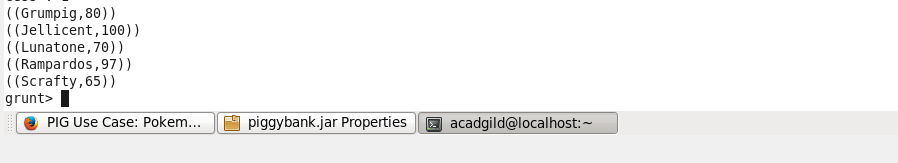 ((Grumpig,80))
((Jellicent,100))
((Lunatone,70))
((Rampardos,97))
((Scrafty,65))
grunt>
PIG Use Case: Pokem... piggybank.jar Properties acadgild@localhost:~